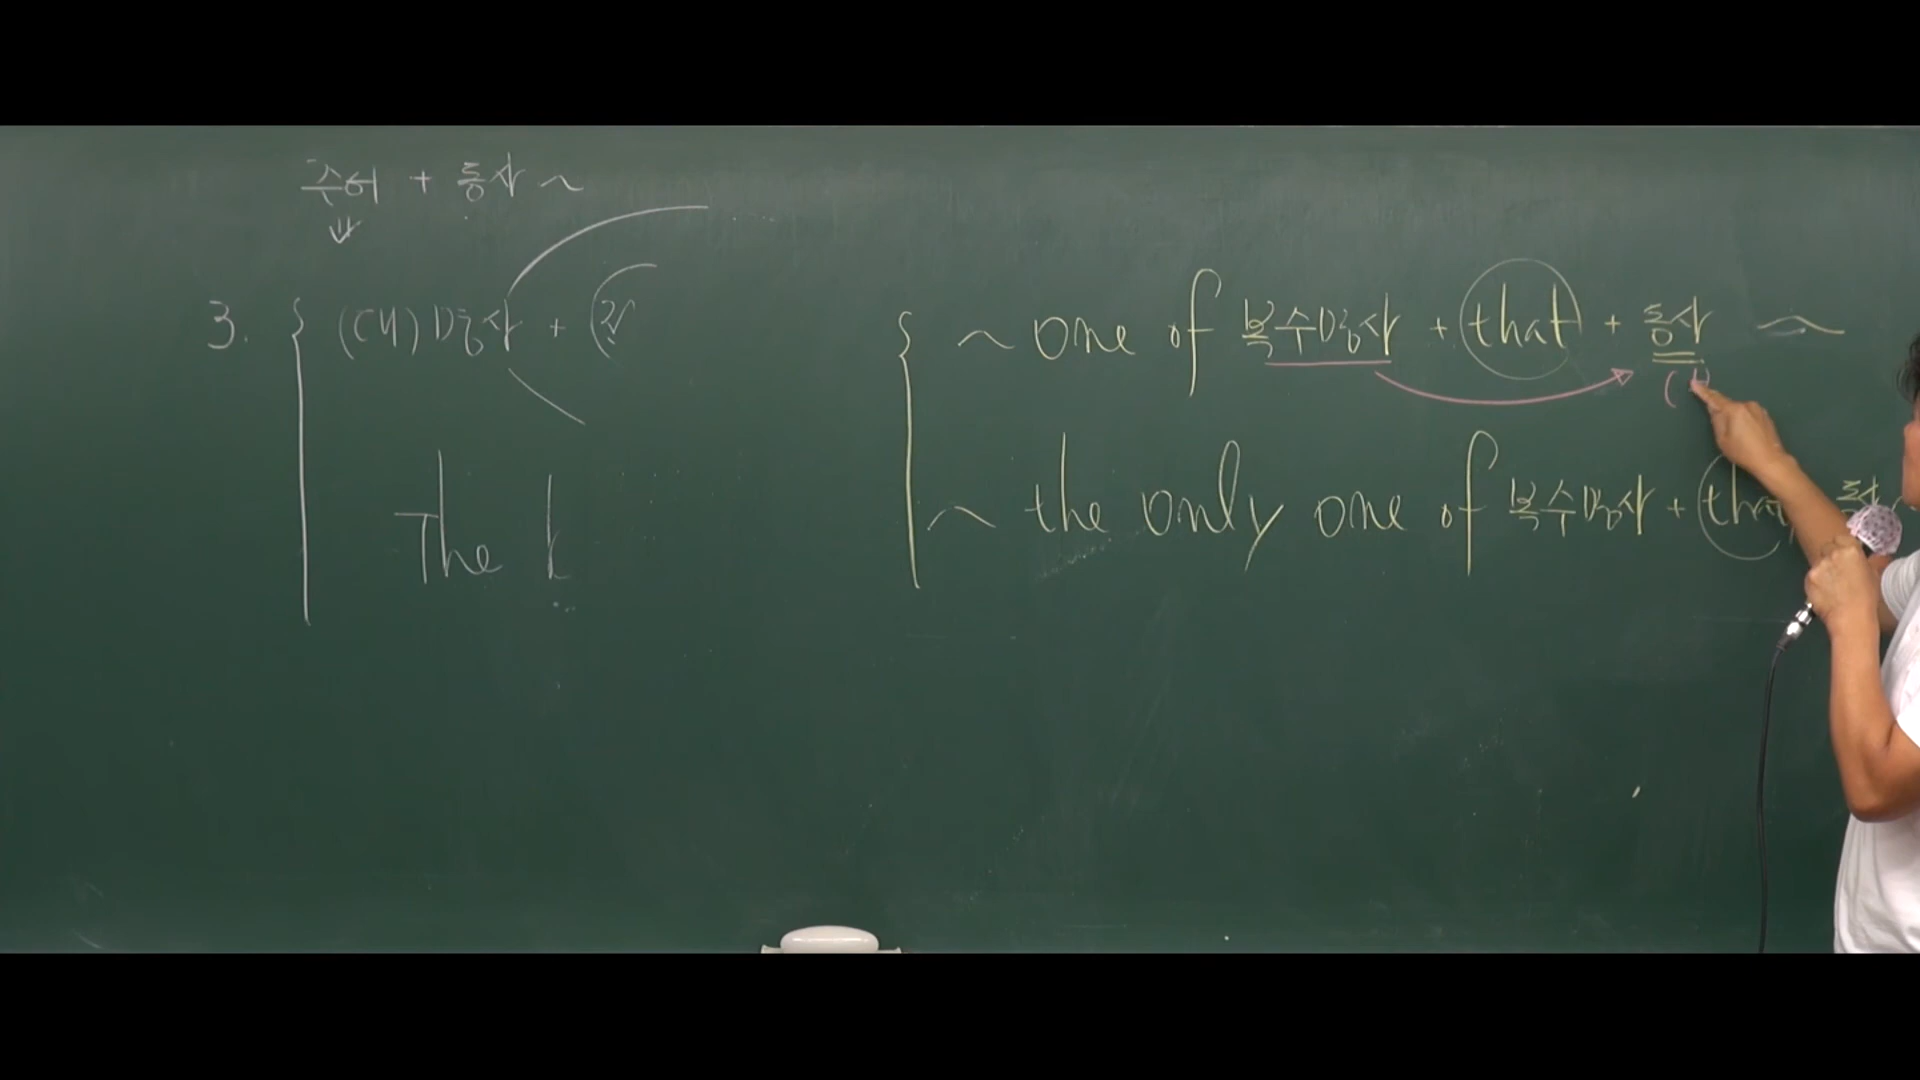 주어 + 동사 ~
3. (대)명사 + (
The
~ one of 복수명사 + that + 동사 ~
~ the only one of 복수명사 + that